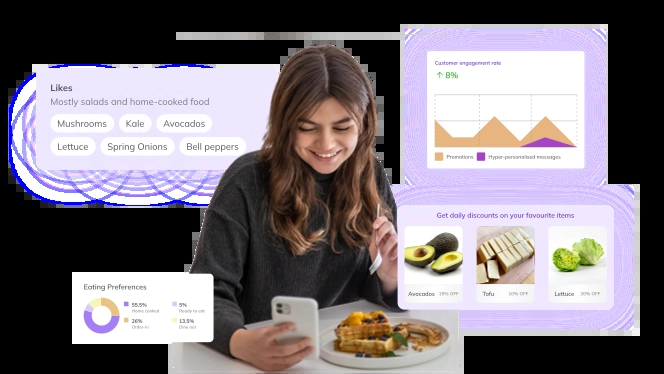 Customer engagement rate
↑ 8%
Promotions Hyper-personalised messages
Likes
Mostly salads and home-cooked food
Mushrooms Kale Avocados
Lettuce Spring Onions Bell peppers
Get daily discounts on your favourite items
Avocados 18% OFF Tofu 10% OFF Lettuce 20% OFF
Eating Preferences
55.5% 5%
Home cooked Ready to eat
26% 13.5%
Order-in Dine out